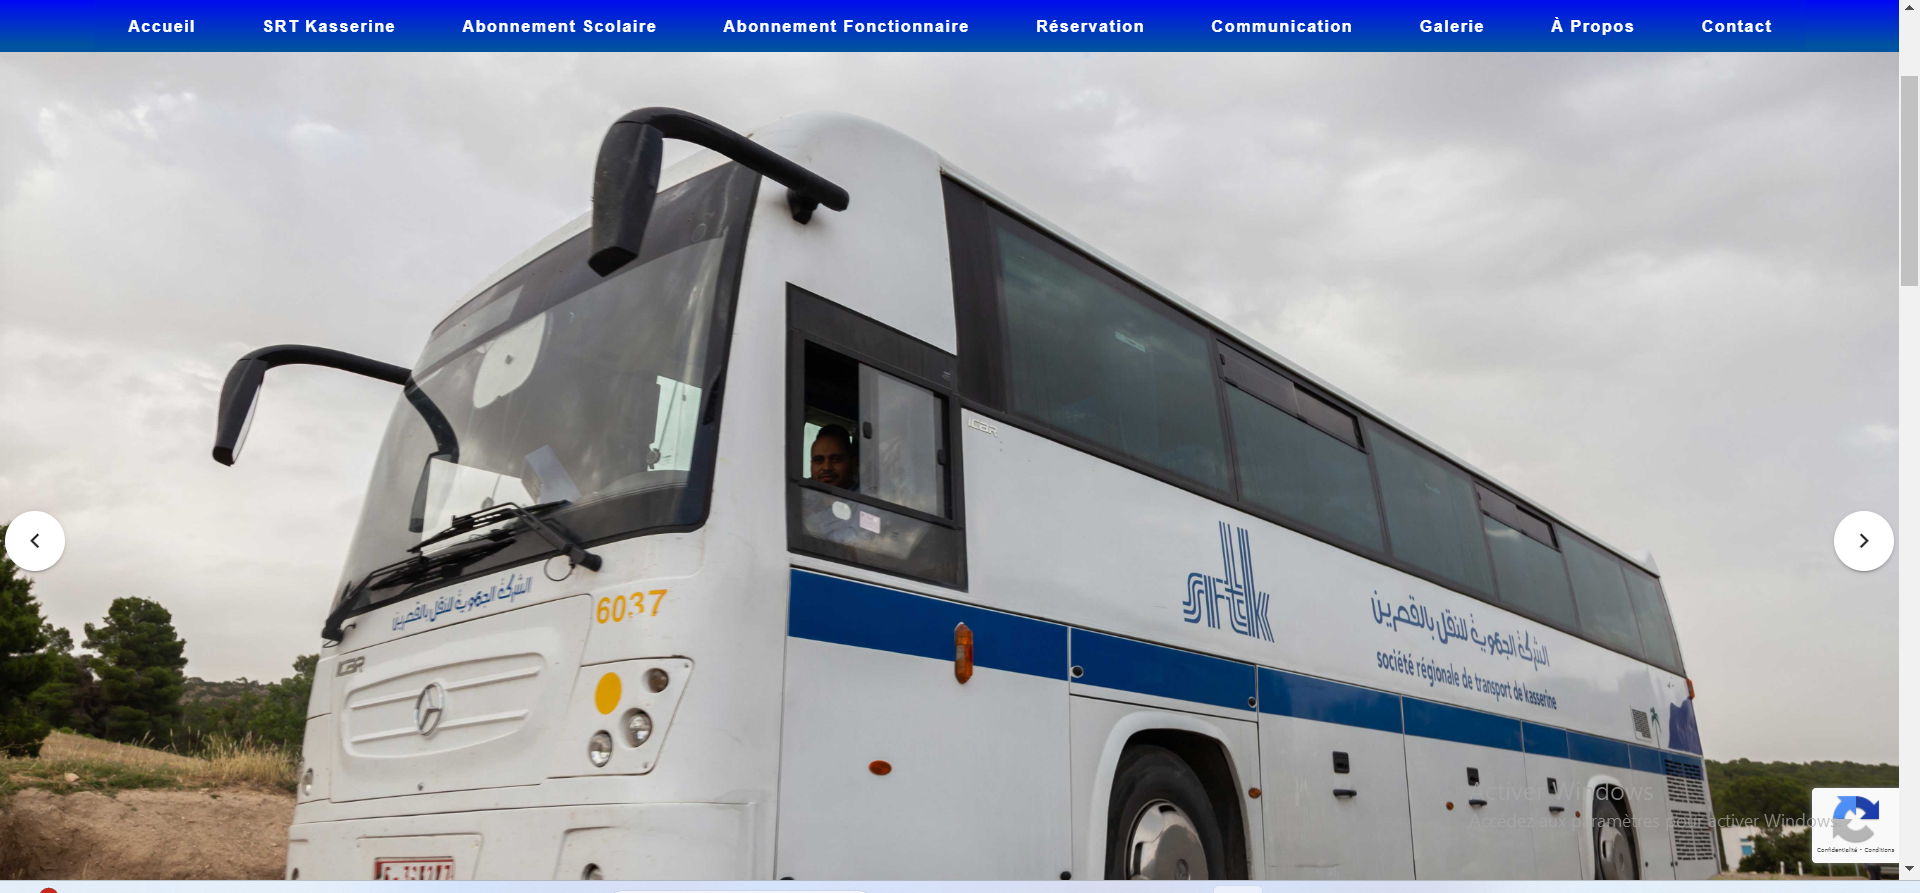 Accueil SRT Kasserine Abonnement Scolaire Abonnement Fonctionnaire Réservation Communication Galerie À Propos Contact
ICAR
srtk
الشركة الجهوية للنقل بالقصرين
société régionale de transport de kasserine
الشركة الجهوية للنقل بالقصرين
6037
ICAR
Activer Windows
Accédez aux paramètres pour activer Windows.
Confidentialité - Conditions